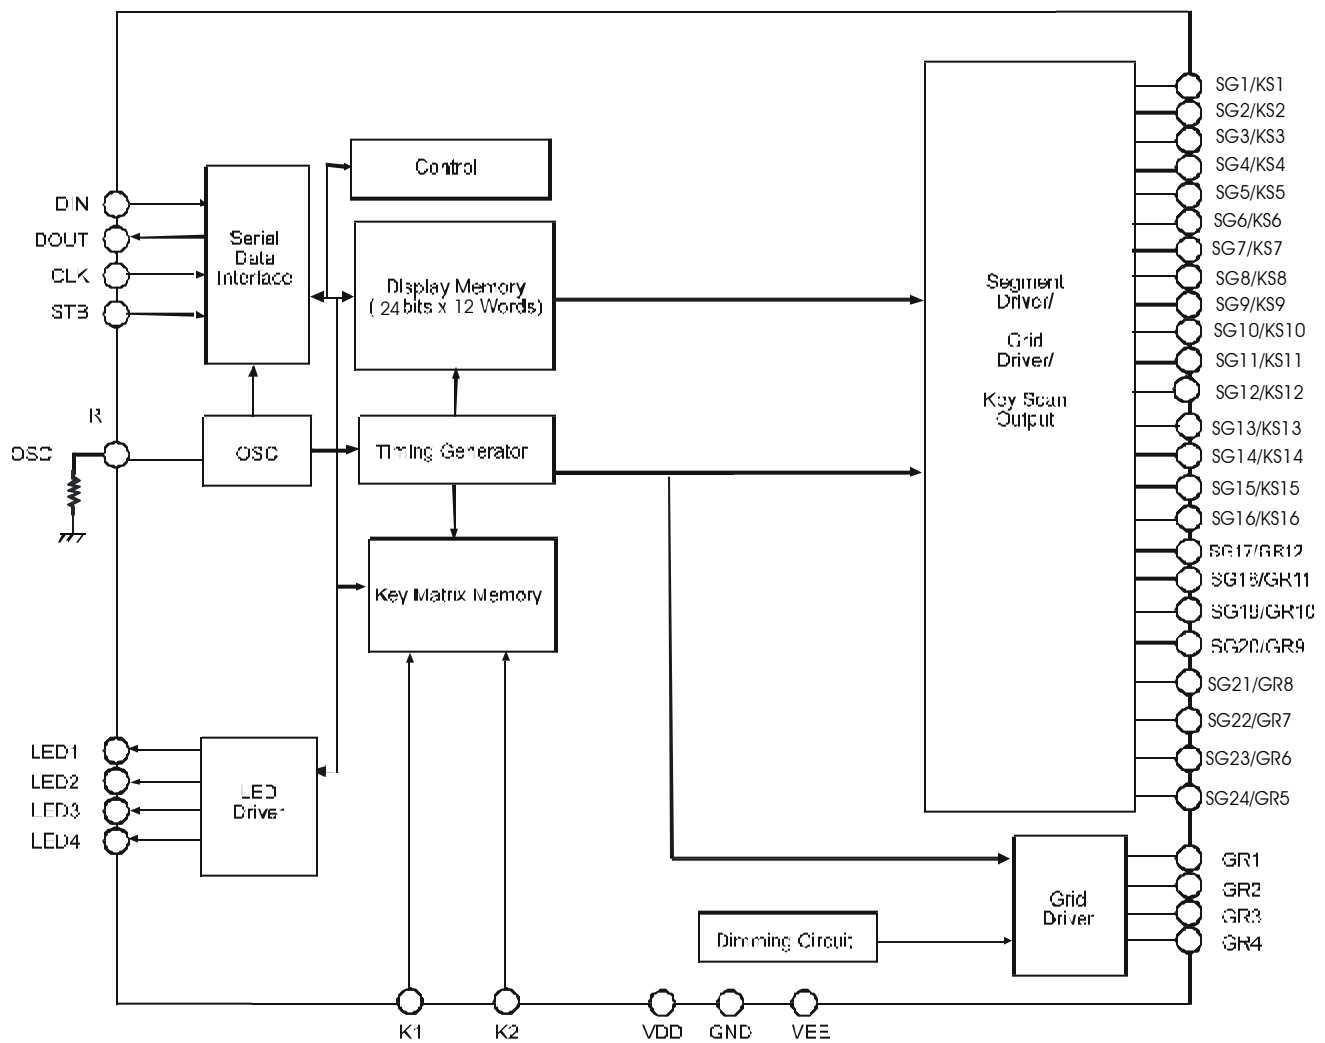 Control
DIN
DOUT
CLK
STB
Serial
Data
Interface
Display Memory
( 24 bits x 12 Words)
R
OSC
OSC
Timing Generator
Key Matrix Memory
LED1
LED2
LED3
LED4
LED
Driver
Segment
Driver/
Grid
Driver/
Key Scan
Output
SG1/KS1
SG2/KS2
SG3/KS3
SG4/KS4
SG5/KS5
SG6/KS6
SG7/KS7
SG8/KS8
SG9/KS9
SG10/KS10
SG11/KS11
SG12/KS12
SG13/KS13
SG14/KS14
SG15/KS15
SG16/KS16
SG17/GR12
SG18/GR11
SG19/GR10
SG20/GR9
SG21/GR8
SG22/GR7
SG23/GR6
SG24/GR5
Grid
Driver
GR1
GR2
GR3
GR4
Dimming Circuit
K1
K2
VDD
GND
VEE